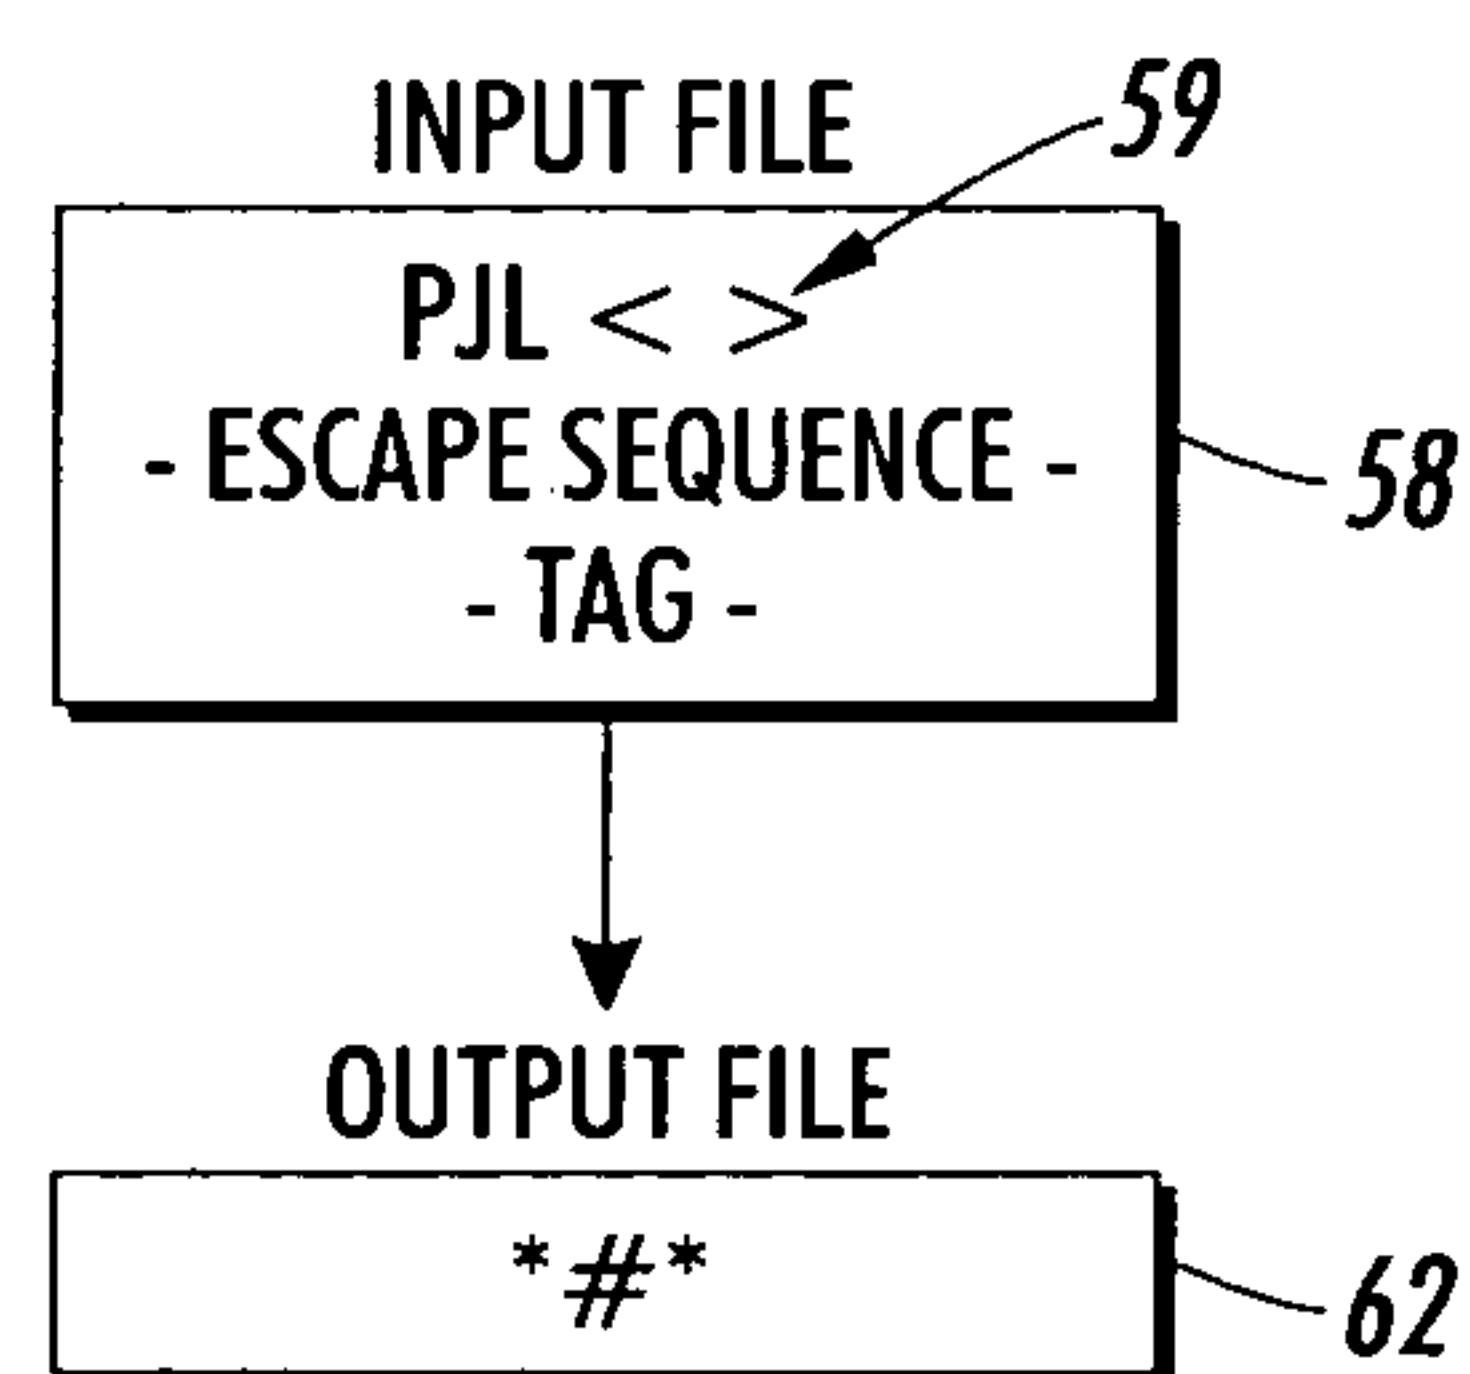 INPUT FILE
59
PJL < >
- ESCAPE SEQUENCE -
- TAG -
58
OUTPUT FILE
*#*
62